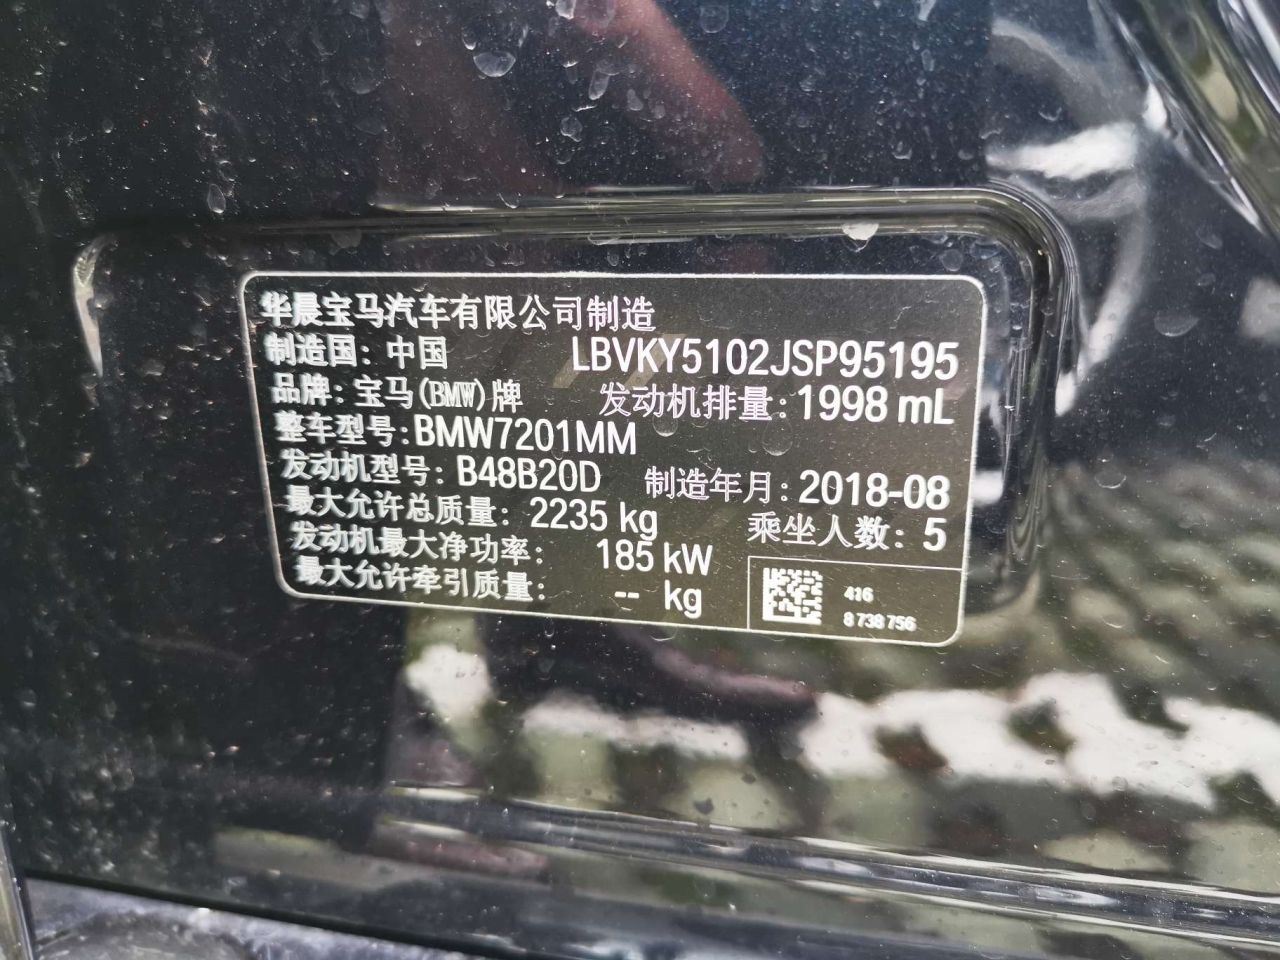 华晨宝马汽车有限公司制造
制造国：中国 LBVKY5102JSP95195
品牌：宝马(BMW)牌 发动机排量：1998 mL
整车型号：BMW7201MM
发动机型号：B48B20D 制造年月：2018-08
最大允许总质量：2235 kg 乘坐人数：5
发动机最大净功率：185 kW
最大允许牵引质量：-- kg
416
8 738 756